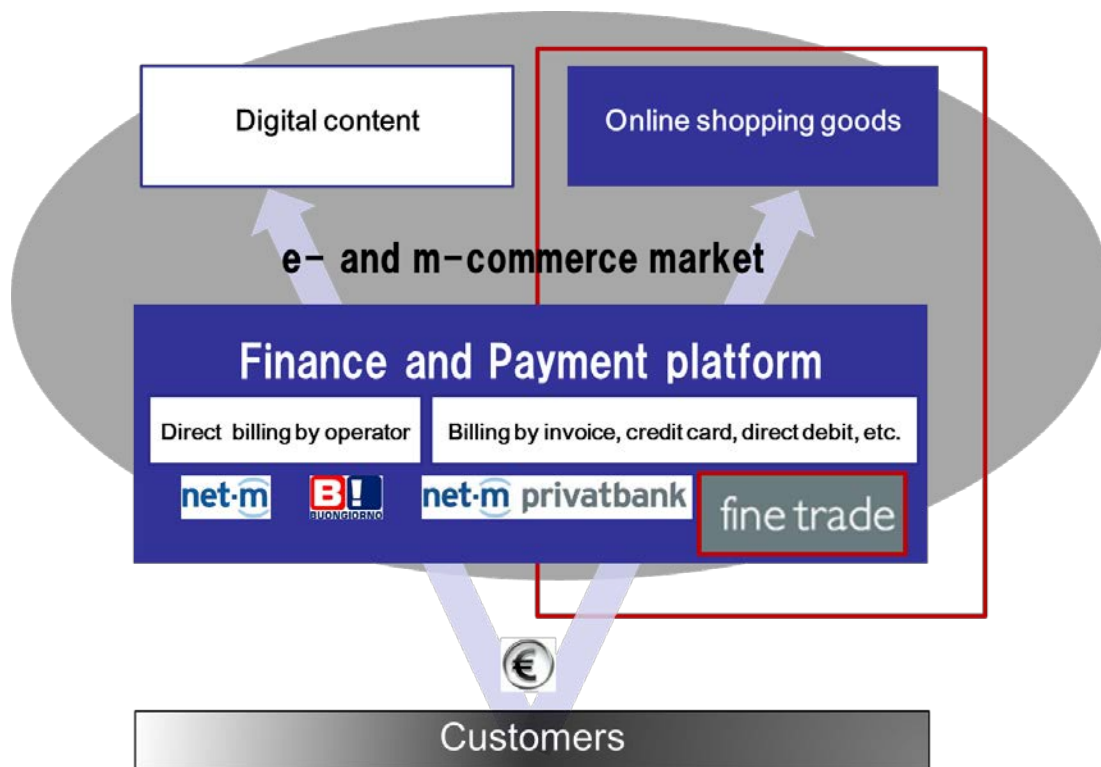 Digital content
Online shopping goods
e- and m-commerce market
Finance and Payment platform
Direct billing by operator
Billing by invoice, credit card, direct debit, etc.
net·m
B!
BUONGIORNO
net·m privatbank
fine trade
€
Customers